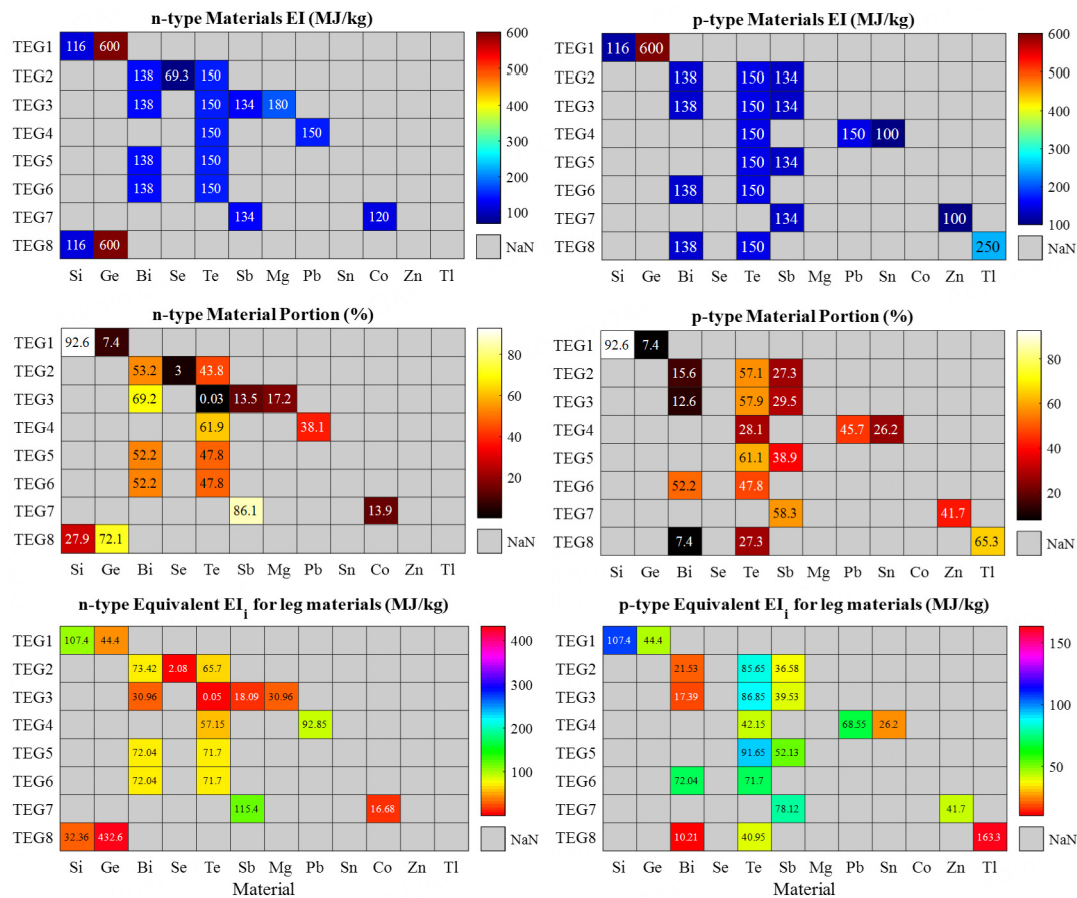 n-type Materials EI (MJ/kg)
TEG1 116 600
TEG2 138 69.3 150
TEG3 138 150 134 180
TEG4 150 150
TEG5 138 150
TEG6 138 150
TEG7 134 120
TEG8 116 600
Si Ge Bi Se Te Sb Mg Pb Sn Co Zn Tl
600
500
400
300
200
100
NaN
p-type Materials EI (MJ/kg)
TEG1 116 600
TEG2 138 150 134
TEG3 138 150 134
TEG4 150 150 100
TEG5 150 134
TEG6 138 150
TEG7 134 100
TEG8 138 150 250
Si Ge Bi Se Te Sb Mg Pb Sn Co Zn Tl
600
500
400
300
200
100
NaN
n-type Material Portion (%)
TEG1 92.6 7.4
TEG2 53.2 3 43.8
TEG3 69.2 0.03 13.5 17.2
TEG4 61.9 38.1
TEG5 52.2 47.8
TEG6 52.2 47.8
TEG7 86.1 13.9
TEG8 27.9 72.1
Si Ge Bi Se Te Sb Mg Pb Sn Co Zn Tl
80
60
40
20
NaN
p-type Material Portion (%)
TEG1 92.6 7.4
TEG2 15.6 57.1 27.3
TEG3 12.6 57.9 29.5
TEG4 28.1 45.7 26.2
TEG5 61.1 38.9
TEG6 52.2 47.8
TEG7 58.3 41.7
TEG8 7.4 27.3 65.3
Si Ge Bi Se Te Sb Mg Pb Sn Co Zn Tl
80
60
40
20
NaN
n-type Equivalent EIi for leg materials (MJ/kg)
TEG1 107.4 44.4
TEG2 73.42 2.08 65.7
TEG3 30.96 0.05 18.09 30.96
TEG4 57.15 92.85
TEG5 72.04 71.7
TEG6 72.04 71.7
TEG7 115.4 16.68
TEG8 32.36 432.6
Si Ge Bi Se Te Sb Mg Pb Sn Co Zn Tl
Material
400
300
200
100
NaN
p-type Equivalent EIi for leg materials (MJ/kg)
TEG1 107.4 44.4
TEG2 21.53 85.65 36.58
TEG3 17.39 86.85 39.53
TEG4 42.15 68.55 26.2
TEG5 91.65 52.13
TEG6 72.04 71.7
TEG7 78.12 41.7
TEG8 10.21 40.95 163.3
Si Ge Bi Se Te Sb Mg Pb Sn Co Zn Tl
Material
150
100
50
NaN